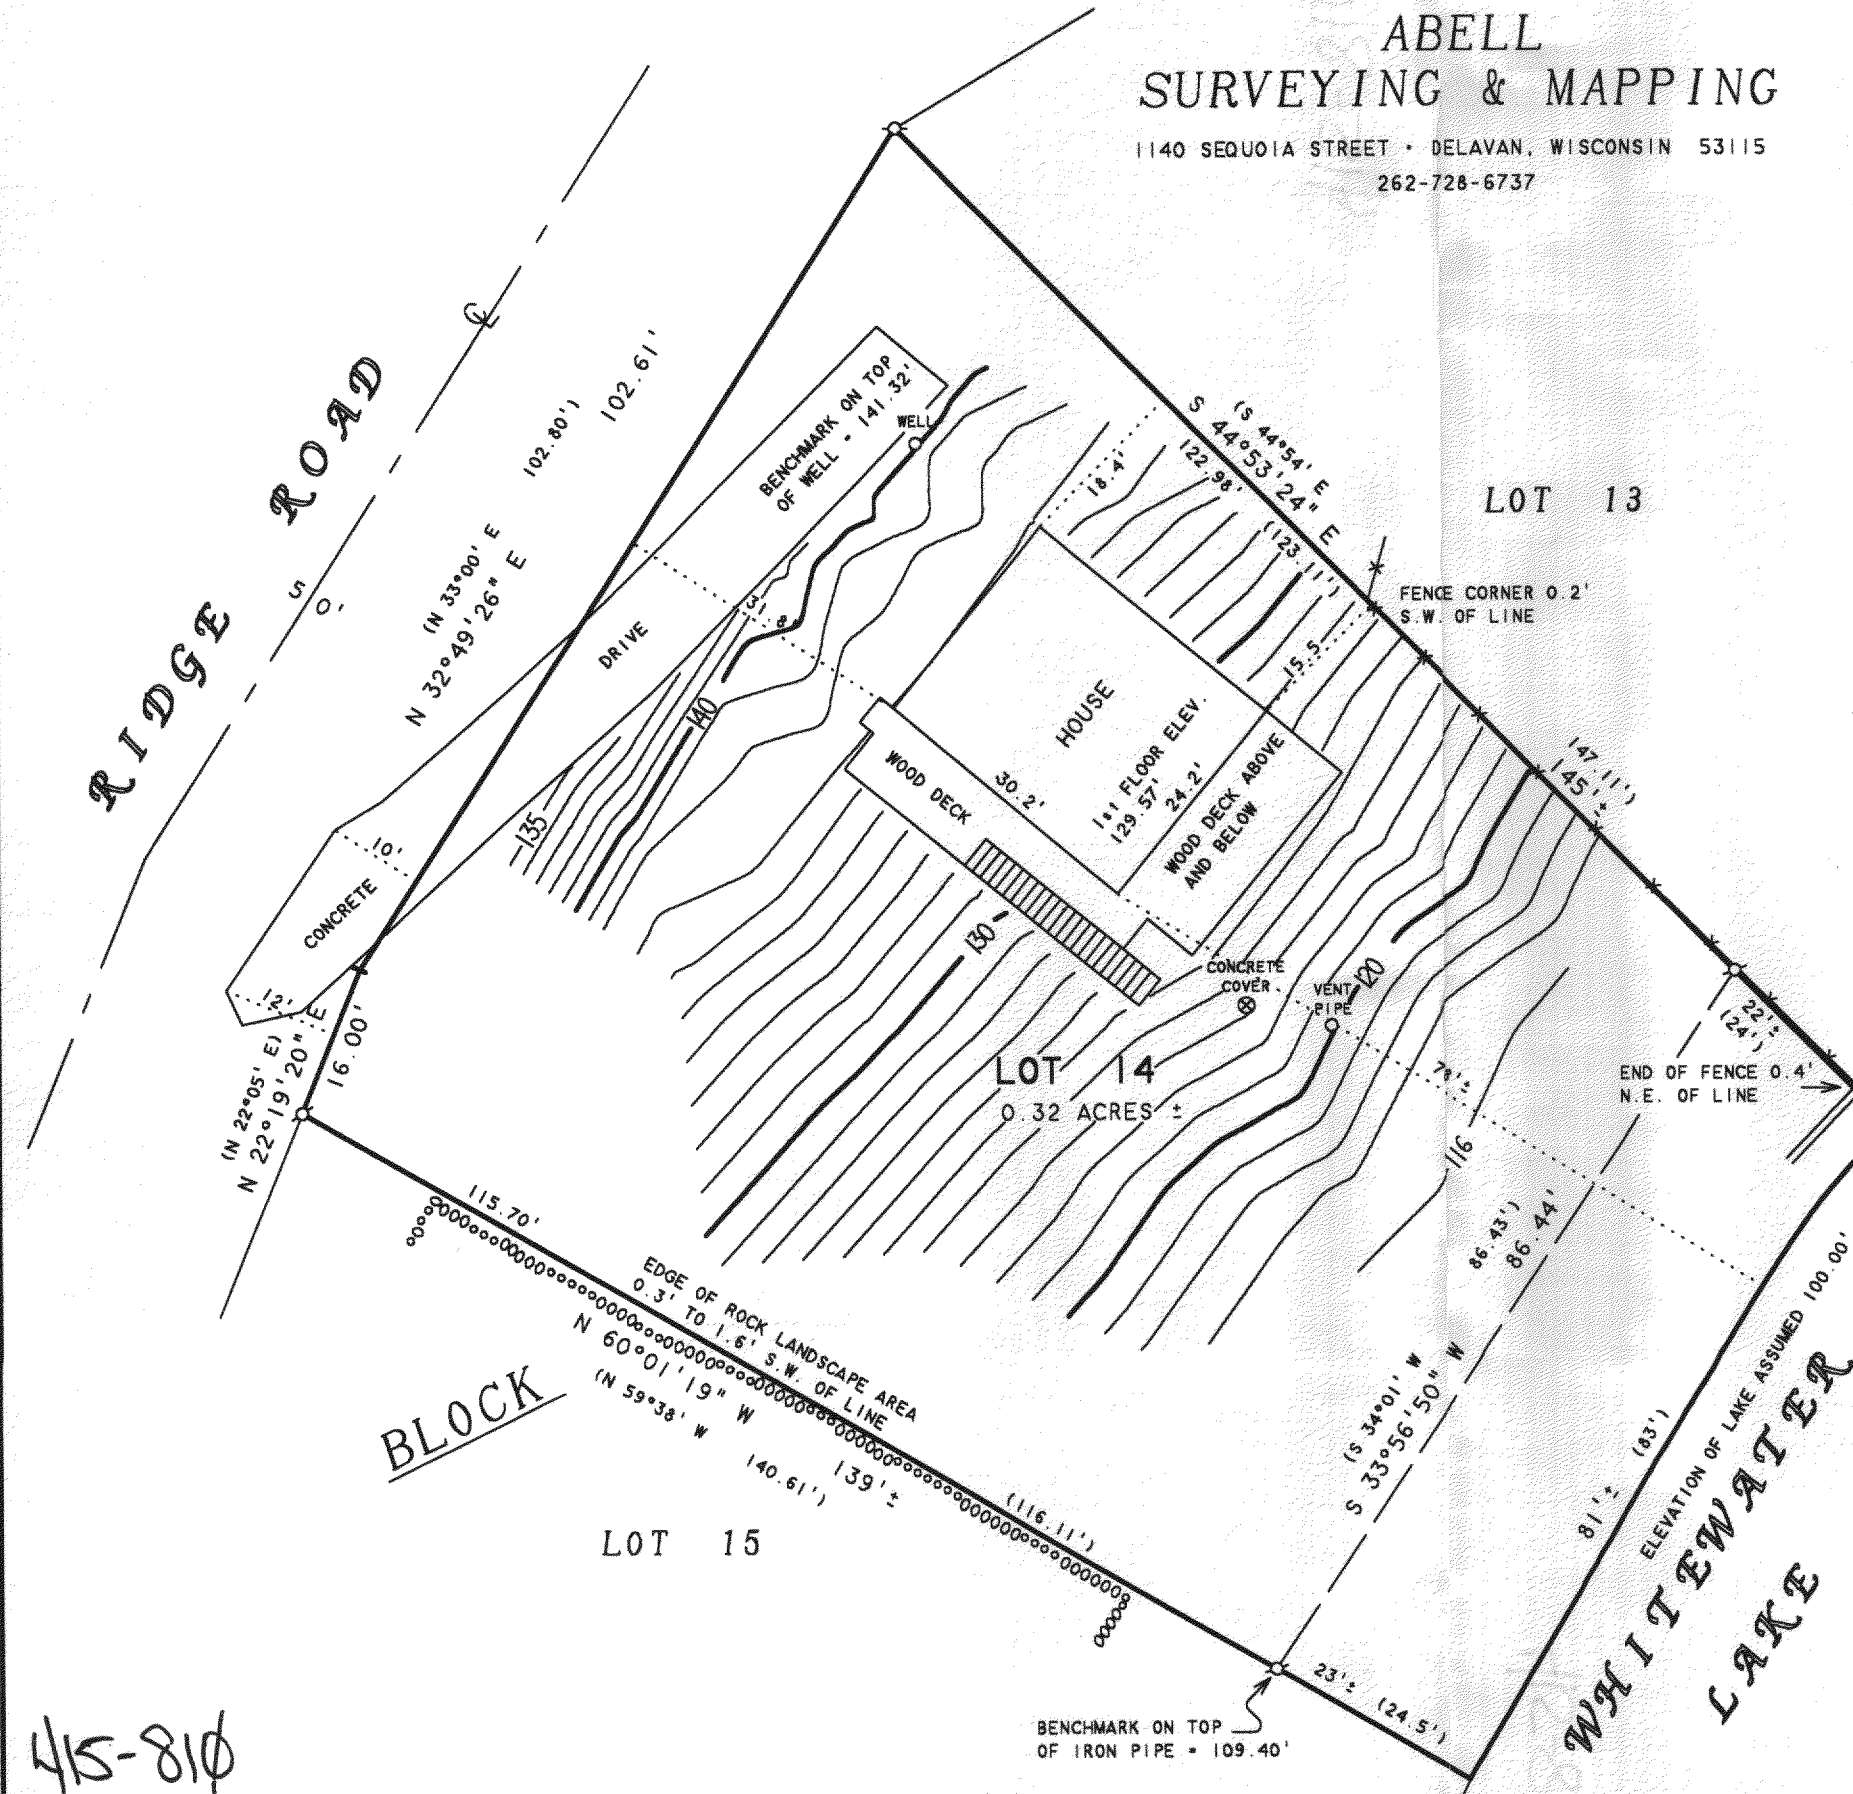 ABELL
SURVEYING & MAPPING
1140 SEQUOIA STREET • DELAVAN, WISCONSIN 53115
262-728-6737
RIDGE ROAD
℄
50'
102.61'
102.80')
(N 33°00' E
N 32°49'26" E
BENCHMARK ON TOP
OF WELL = 141.32'
WELL
DRIVE
31.8
18.4'
(S 44°54' E
S 44°53'24" E
122.98'
(123.11')
LOT 13
FENCE CORNER 0.2'
S.W. OF LINE
15.5
HOUSE
1st FLOOR ELEV.
129.57'
24.2'
30.2'
WOOD DECK
WOOD DECK ABOVE
AND BELOW
140
135
130
120
116
147.11')
145'±
10'
CONCRETE
12'
(N 22°05' E)
N 22°19'20" E
16.00'
CONCRETE
COVER
VENT
PIPE
LOT 14
0.32 ACRES ±
22'±
(24')
END OF FENCE 0.4'
N.E. OF LINE
86.43')
86.44'
(S 34°01' W
S 33°56'50" W
115.70'
EDGE OF ROCK LANDSCAPE AREA
0.3' TO 1.6' S.W. OF LINE
N 60°01'19" W
139'±
(N 59°38' W
140.61')
(116.11')
BLOCK
LOT 15
81'±
(83')
ELEVATION OF LAKE ASSUMED 100.00'
WHITEWATER
LAKE
23'±
(24.5')
BENCHMARK ON TOP
OF IRON PIPE = 109.40'
415-810